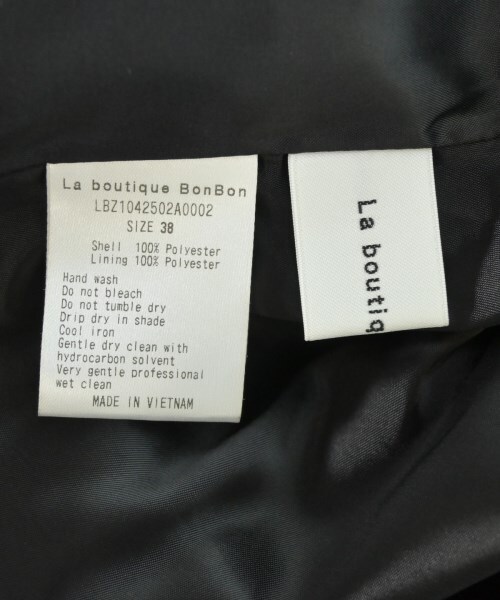 La boutique BonBon
LBZ1042502A0002
SIZE 38
Shell 100% Polyester
Lining 100% Polyester
Hand wash
Do not bleach
Do not tumble dry
Drip dry in shade
Cool iron
Gentle dry clean with
hydrocarbon solvent
Very gentle professional
wet clean
MADE IN VIETNAM
La boutiq